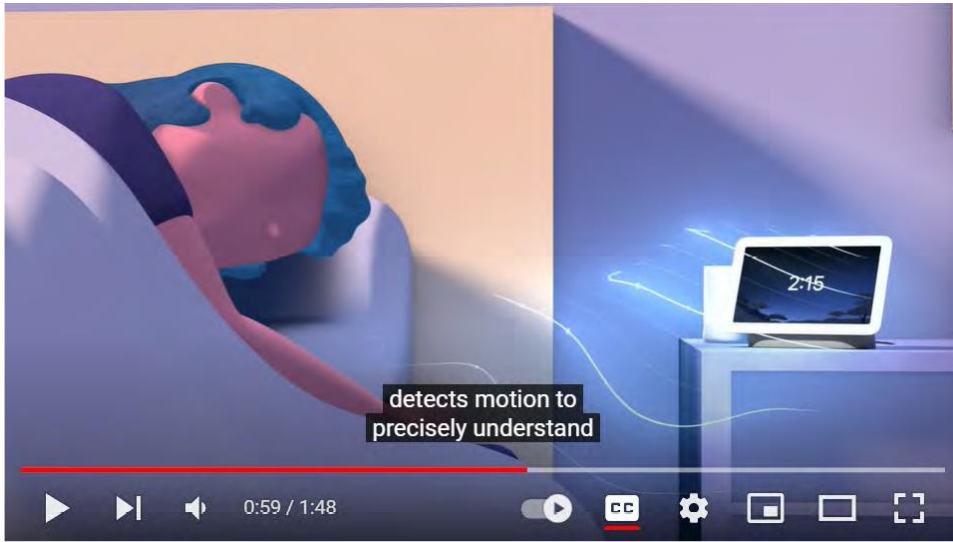 2:15
detects motion to
precisely understand
0:59 / 1:48
CC